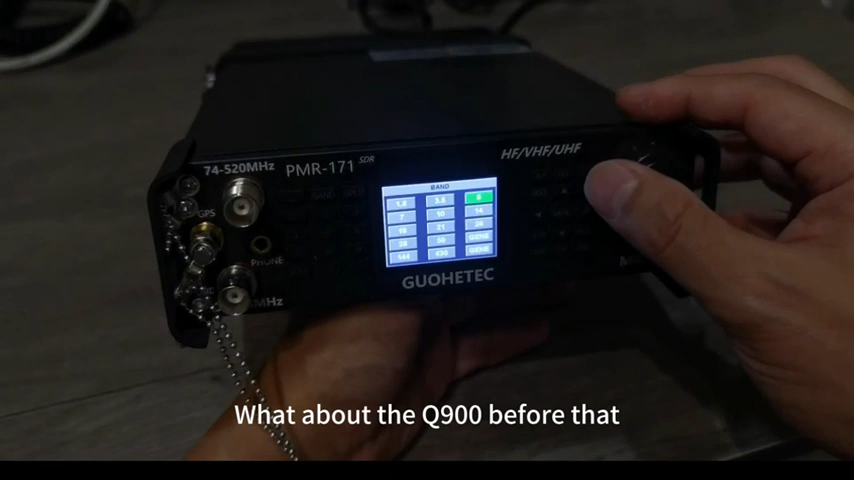 74-520MHz
PMR-171 SDR
HF/VHF/UHF
GPS
PHONE
BAND
1.8 3.5 5
7 10 14
18 21 24
28 50 GENE
144 430 GENE
GUOHETEC
MHz
What about the Q900 before that